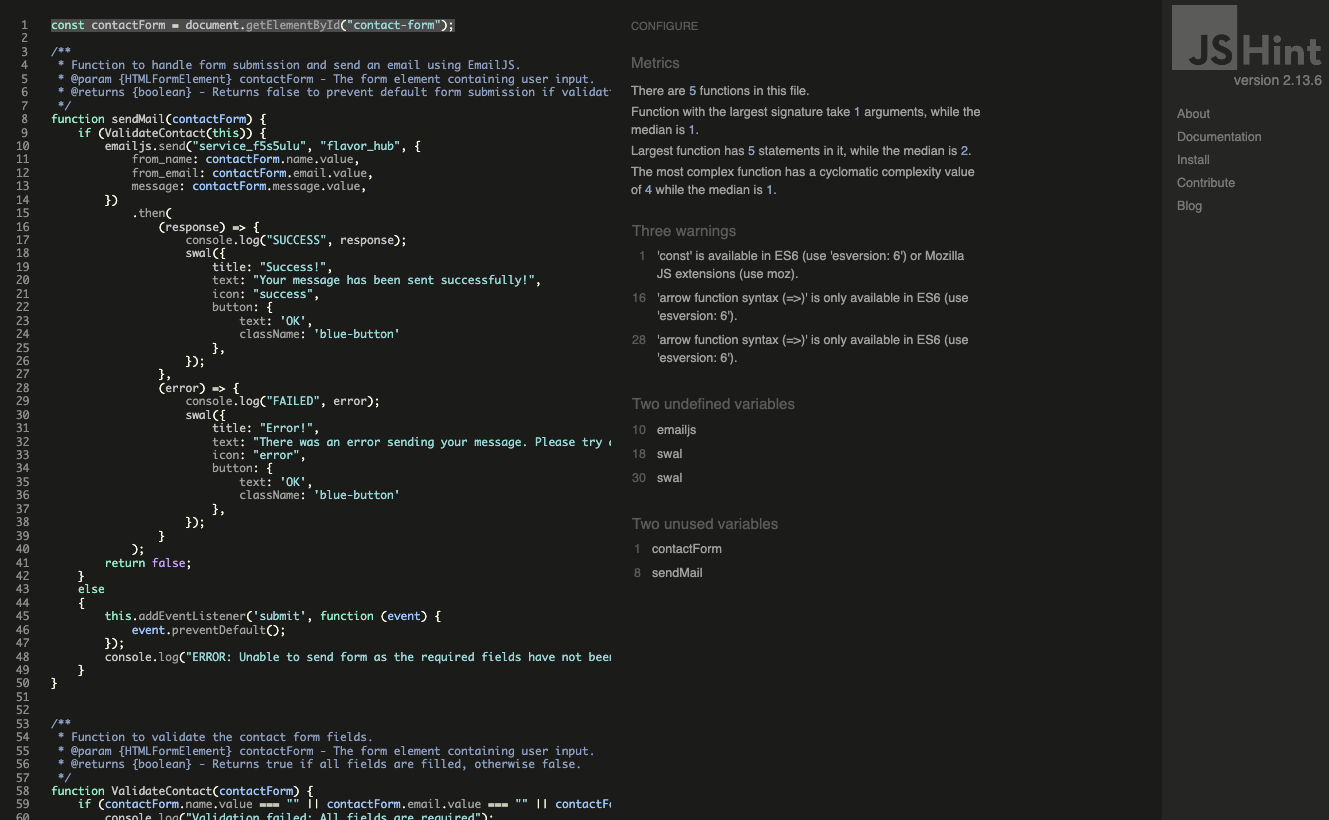 1 const contactForm = document.getElementById("contact-form");
2
3 /**
4 * Function to handle form submission and send an email using EmailJS.
5 * @param {HTMLFormElement} contactForm - The form element containing user input.
6 * @returns {boolean} - Returns false to prevent default form submission if validat
7 */
8 function sendMail(contactForm) {
9 if (ValidateContact(this)) {
10 emailjs.send("service_f5s5ulu", "flavor_hub", {
11 from_name: contactForm.name.value,
12 from_email: contactForm.email.value,
13 message: contactForm.message.value,
14 })
15 .then(
16 (response) => {
17 console.log("SUCCESS", response);
18 swal({
19 title: "Success!",
20 text: "Your message has been sent successfully!",
21 icon: "success",
22 button: {
23 text: 'OK',
24 className: 'blue-button'
25 },
26 });
27 },
28 (error) => {
29 console.log("FAILED", error);
30 swal({
31 title: "Error!",
32 text: "There was an error sending your message. Please try
33 icon: "error",
34 button: {
35 text: 'OK',
36 className: 'blue-button'
37 },
38 });
39 }
40 );
41 return false;
42 }
43 else
44 {
45 this.addEventListener('submit', function (event) {
46 event.preventDefault();
47 });
48 console.log("ERROR: Unable to send form as the required fields have not been
49 }
50 }
51
52
53 /**
54 * Function to validate the contact form fields.
55 * @param {HTMLFormElement} contactForm - The form element containing user input.
56 * @returns {boolean} - Returns true if all fields are filled, otherwise false.
57 */
58 function ValidateContact(contactForm) {
59 if (contactForm.name.value === "" || contactForm.email.value === "" || contactFo
60 console.log("Validation failed: All fields are required");
CONFIGURE
Metrics
There are 5 functions in this file.
Function with the largest signature take 1 arguments, while the
median is 1.
Largest function has 5 statements in it, while the median is 2.
The most complex function has a cyclomatic complexity value
of 4 while the median is 1.
Three warnings
1 'const' is available in ES6 (use 'esversion: 6') or Mozilla
JS extensions (use moz).
16 'arrow function syntax (=>)' is only available in ES6 (use
'esversion: 6').
28 'arrow function syntax (=>)' is only available in ES6 (use
'esversion: 6').
Two undefined variables
10 emailjs
18 swal
30 swal
Two unused variables
1 contactForm
8 sendMail
JSHint
version 2.13.6
About
Documentation
Install
Contribute
Blog